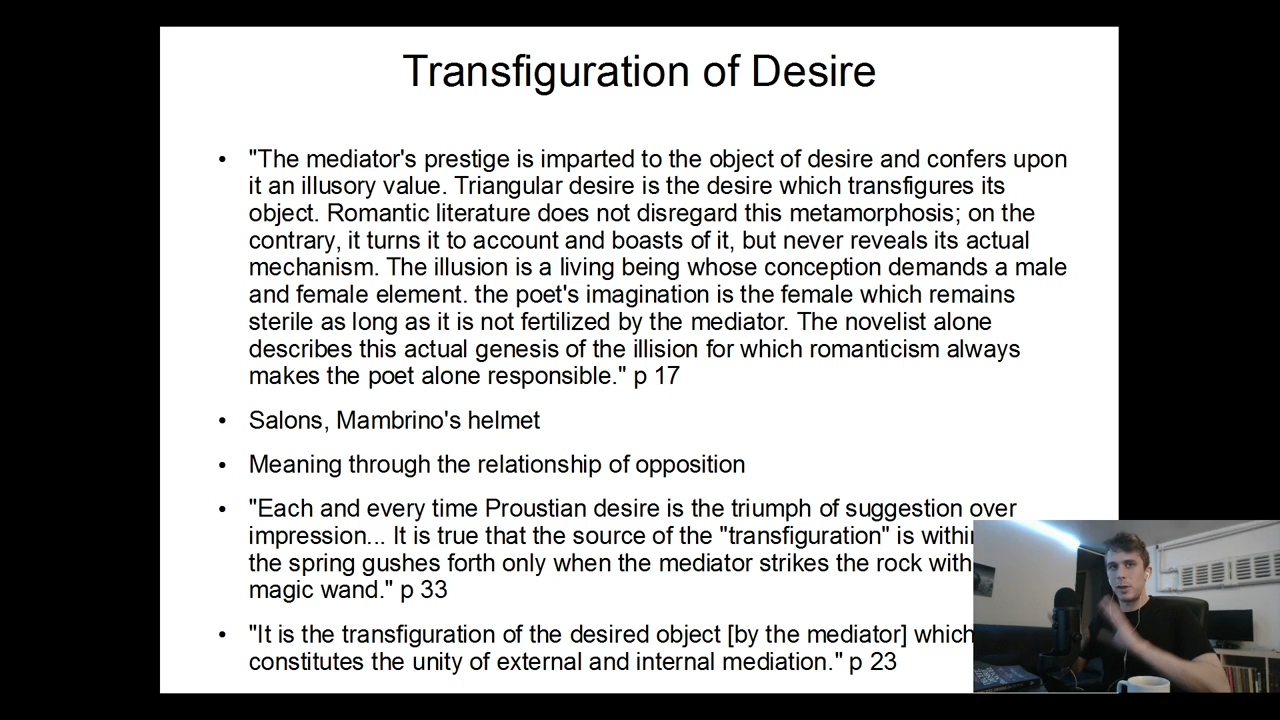 Transfiguration of Desire
• "The mediator's prestige is imparted to the object of desire and confers upon
it an illusory value. Triangular desire is the desire which transfigures its
object. Romantic literature does not disregard this metamorphosis; on the
contrary, it turns it to account and boasts of it, but never reveals its actual
mechanism. The illusion is a living being whose conception demands a male
and female element. the poet's imagination is the female which remains
sterile as long as it is not fertilized by the mediator. The novelist alone
describes this actual genesis of the illision for which romanticism always
makes the poet alone responsible." p 17
• Salons, Mambrino's helmet
• Meaning through the relationship of opposition
• "Each and every time Proustian desire is the triumph of suggestion over
impression... It is true that the source of the "transfiguration" is within
the spring gushes forth only when the mediator strikes the rock with
magic wand." p 33
• "It is the transfiguration of the desired object [by the mediator] which
constitutes the unity of external and internal mediation." p 23